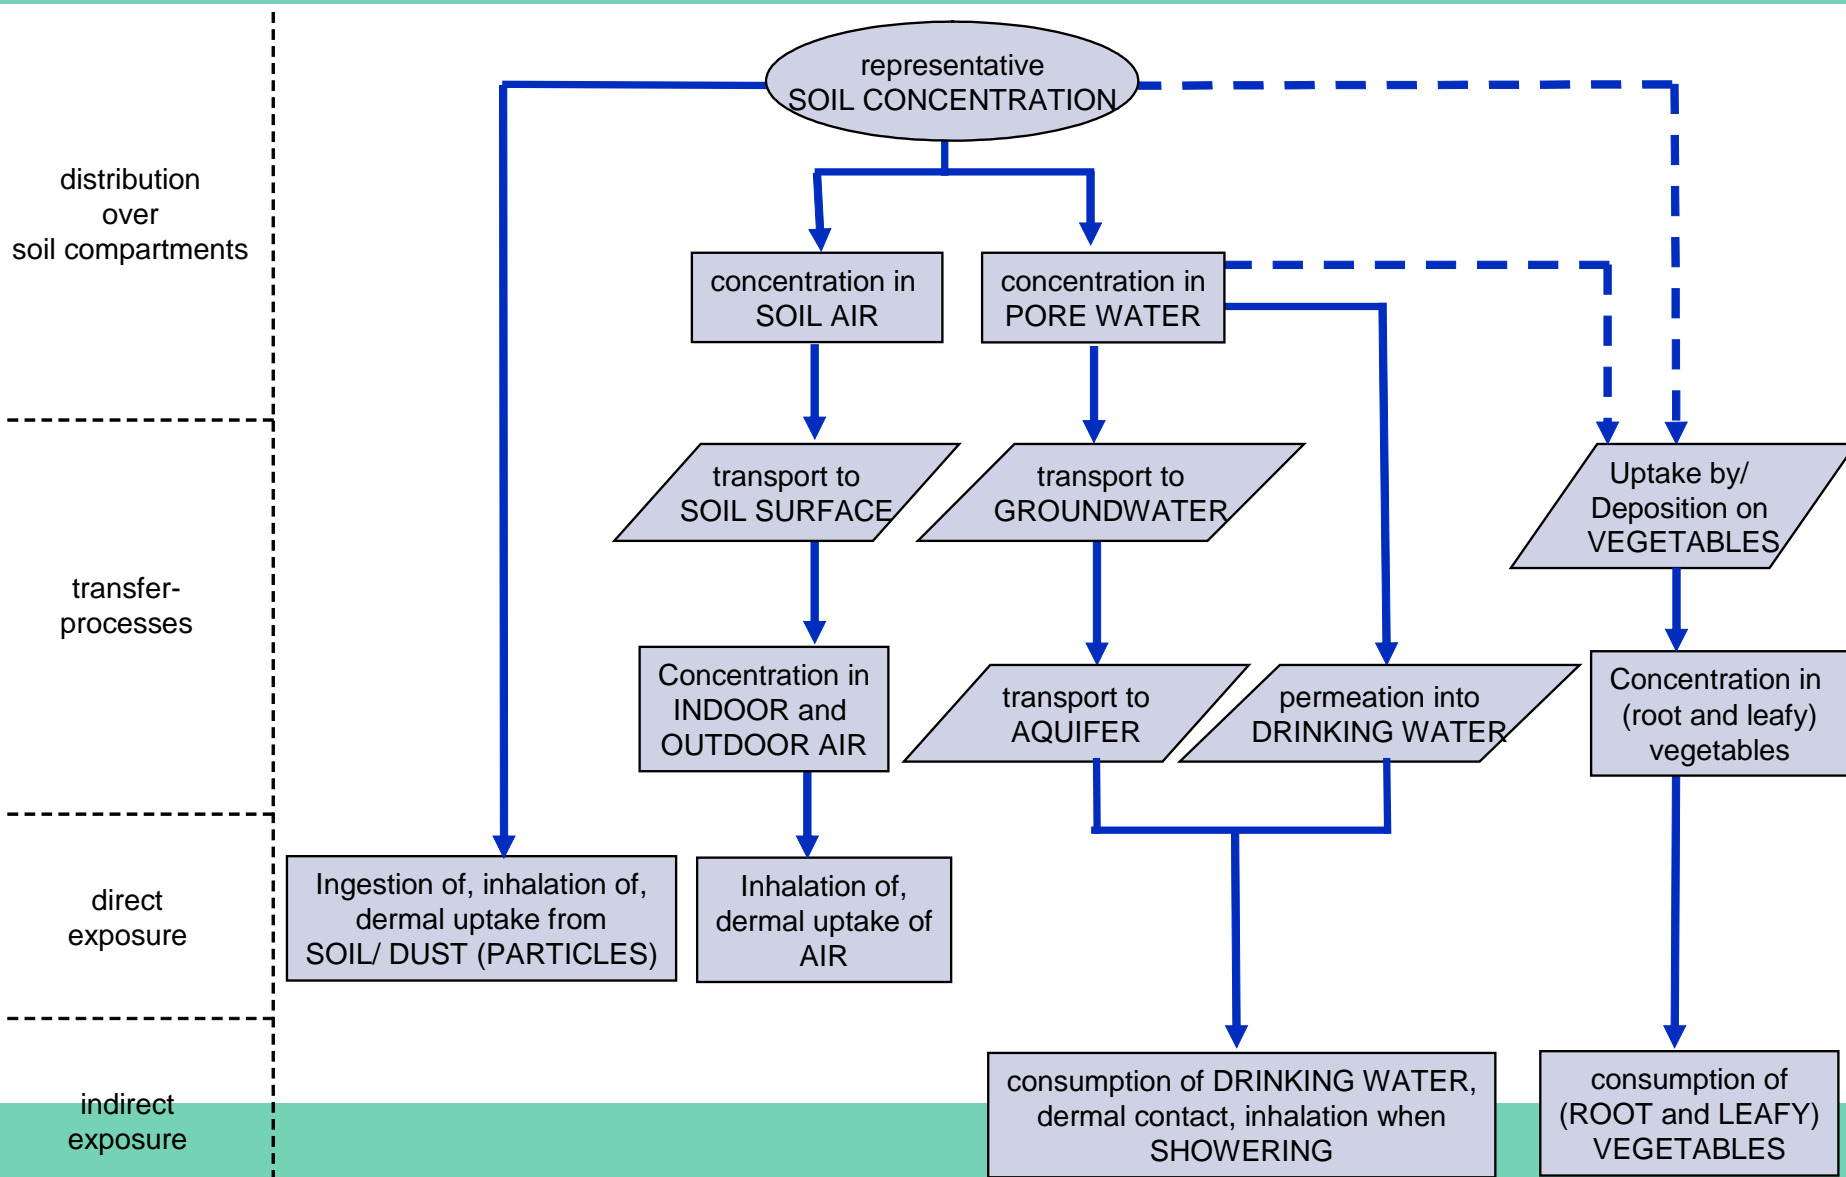 representative
SOIL CONCENTRATION
distribution
over
soil compartments
concentration in
SOIL AIR
concentration in
PORE WATER
transfer-
processes
transport to
SOIL SURFACE
transport to
GROUNDWATER
Uptake by/
Deposition on
VEGETABLES
Concentration in
INDOOR and
OUTDOOR AIR
transport to
AQUIFER
permeation into
DRINKING WATER
Concentration in
(root and leafy)
vegetables
direct
exposure
Ingestion of, inhalation of,
dermal uptake from
SOIL/ DUST (PARTICLES)
Inhalation of,
dermal uptake of
AIR
indirect
exposure
consumption of DRINKING WATER,
dermal contact, inhalation when
SHOWERING
consumption of
(ROOT and LEAFY)
VEGETABLES